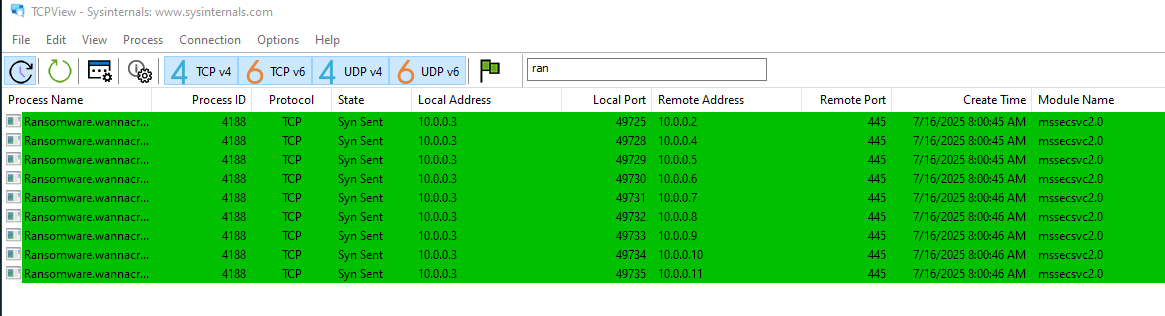 TCPView - Sysinternals: www.sysinternals.com
File Edit View Process Connection Options Help
4 TCP v4 6 TCP v6 4 UDP v4 6 UDP v6 ran
Process Name Process ID Protocol State Local Address Local Port Remote Address Remote Port Create Time Module Name
Ransomware.wannacr... 4188 TCP Syn Sent 10.0.0.3 49725 10.0.0.2 445 7/16/2025 8:00:45 AM mssecsvc2.0
Ransomware.wannacr... 4188 TCP Syn Sent 10.0.0.3 49728 10.0.0.4 445 7/16/2025 8:00:45 AM mssecsvc2.0
Ransomware.wannacr... 4188 TCP Syn Sent 10.0.0.3 49729 10.0.0.5 445 7/16/2025 8:00:46 AM mssecsvc2.0
Ransomware.wannacr... 4188 TCP Syn Sent 10.0.0.3 49730 10.0.0.6 445 7/16/2025 8:00:46 AM mssecsvc2.0
Ransomware.wannacr... 4188 TCP Syn Sent 10.0.0.3 49731 10.0.0.7 445 7/16/2025 8:00:46 AM mssecsvc2.0
Ransomware.wannacr... 4188 TCP Syn Sent 10.0.0.3 49732 10.0.0.8 445 7/16/2025 8:00:46 AM mssecsvc2.0
Ransomware.wannacr... 4188 TCP Syn Sent 10.0.0.3 49733 10.0.0.9 445 7/16/2025 8:00:46 AM mssecsvc2.0
Ransomware.wannacr... 4188 TCP Syn Sent 10.0.0.3 49734 10.0.0.10 445 7/16/2025 8:00:46 AM mssecsvc2.0
Ransomware.wannacr... 4188 TCP Syn Sent 10.0.0.3 49735 10.0.0.11 445 7/16/2025 8:00:46 AM mssecsvc2.0